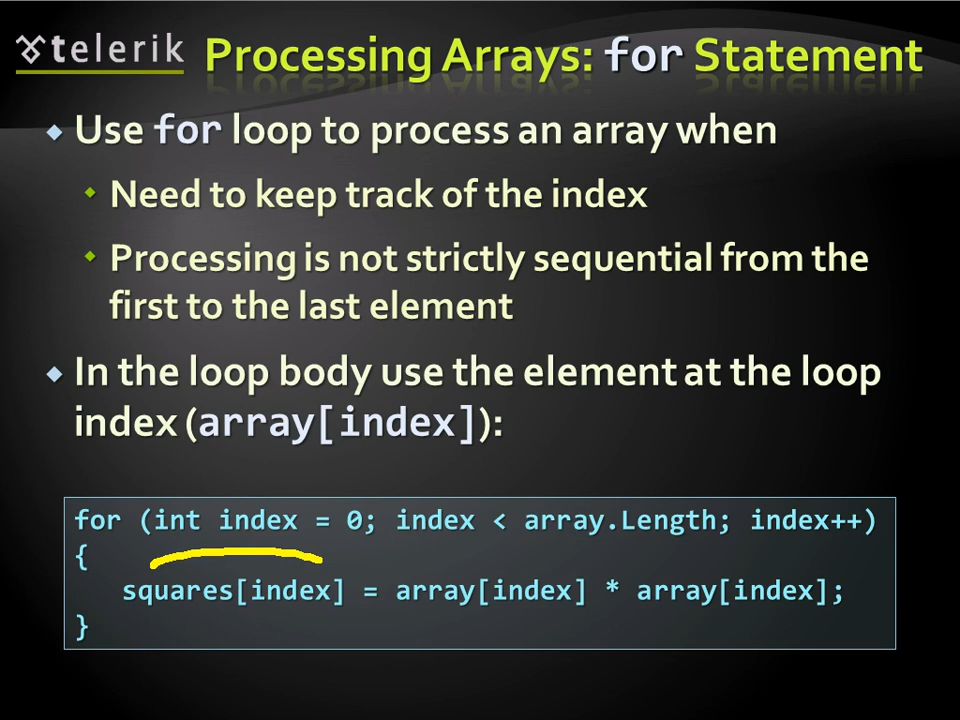 telerik
Processing Arrays: for Statement
Use for loop to process an array when
Need to keep track of the index
Processing is not strictly sequential from the
first to the last element
In the loop body use the element at the loop
index (array[index]):
for (int index = 0; index < array.Length; index++)
{
squares[index] = array[index] * array[index];
}